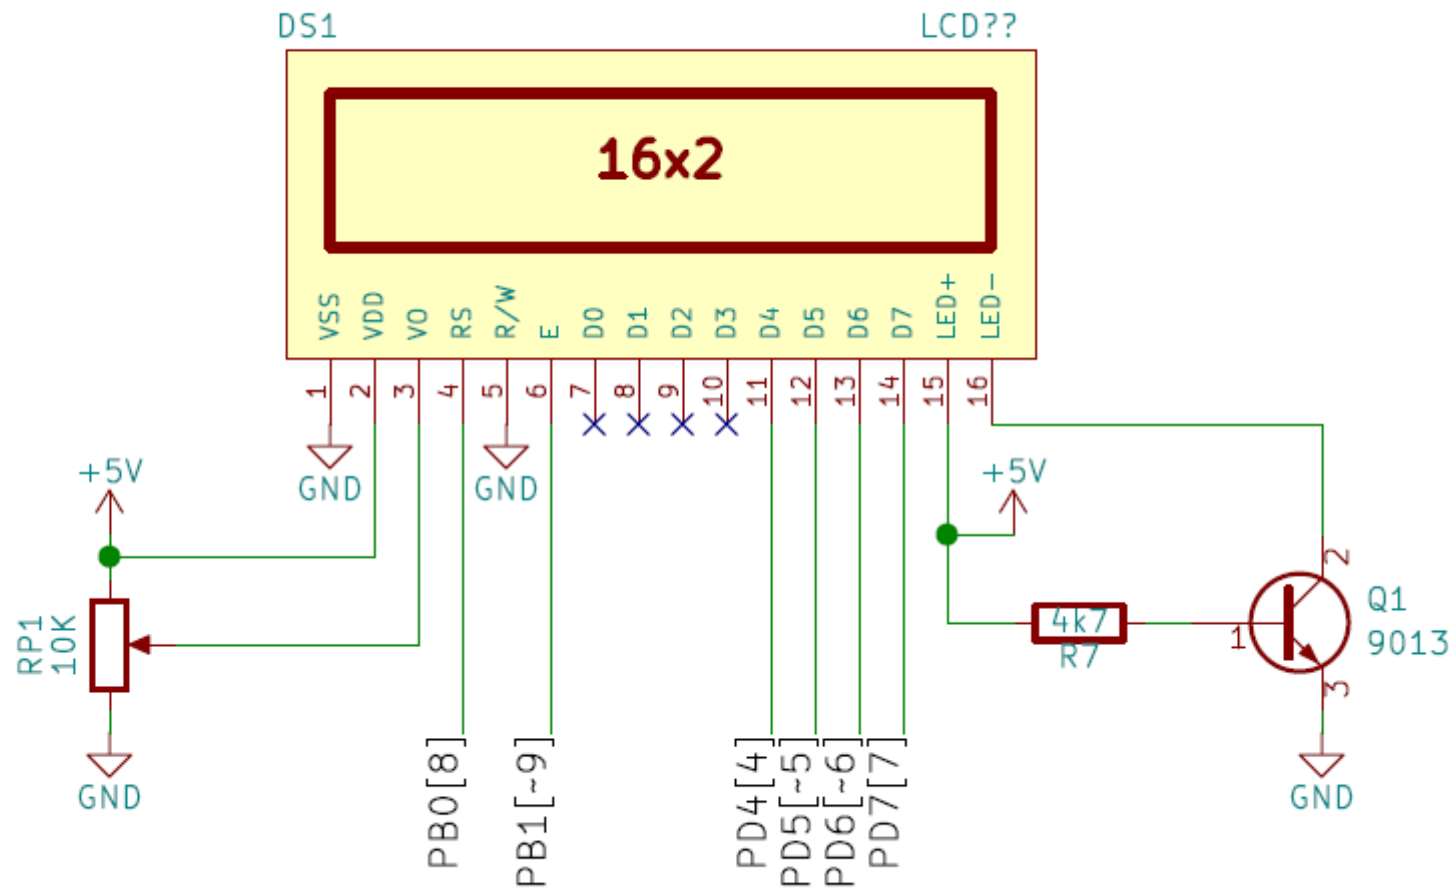 DS1
LCD??
16x2
VSS
VDD
VO
RS
R/W
E
D0
D1
D2
D3
D4
D5
D6
D7
LED+
LED-
1
2
3
4
5
6
7
8
9
10
11
12
13
14
15
16
+5V
GND
GND
+5V
RP1
10K
GND
PB0[8]
PB1[~9]
PD4[4]
PD5[~5]
PD6[~6]
PD7[7]
4k7
R7
1
2
3
Q1
9013
GND